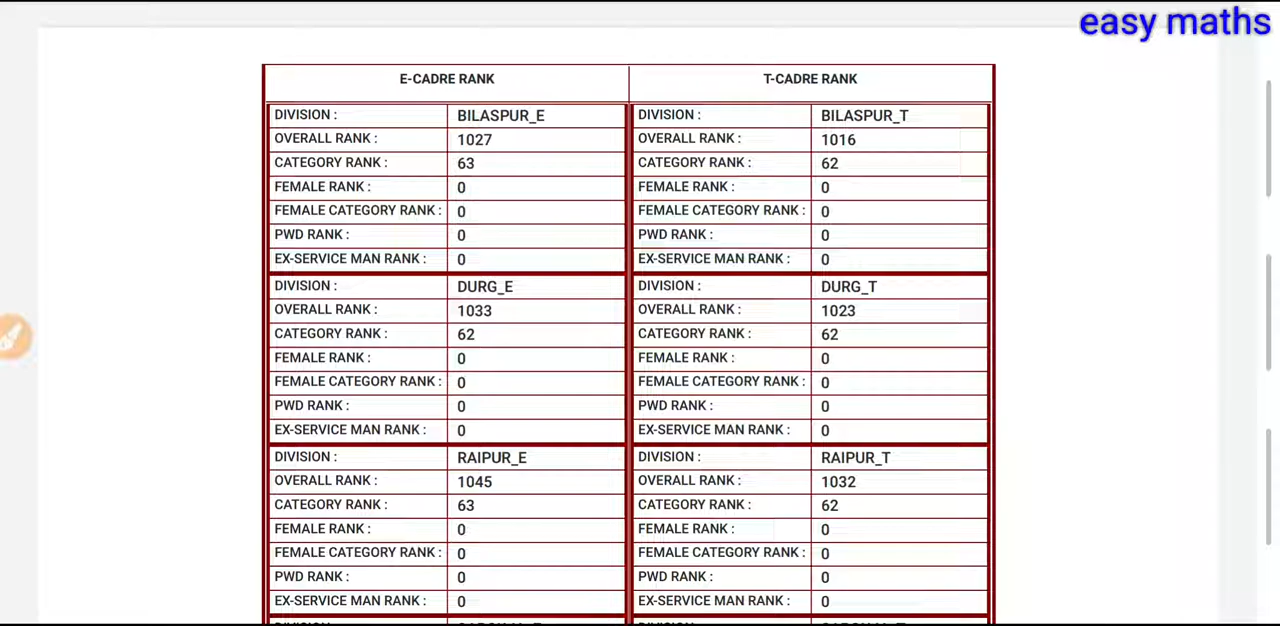 easy maths
E-CADRE RANK T-CADRE RANK
DIVISION : BILASPUR_E DIVISION : BILASPUR_T
OVERALL RANK : 1027 OVERALL RANK : 1016
CATEGORY RANK : 63 CATEGORY RANK : 62
FEMALE RANK : 0 FEMALE RANK : 0
FEMALE CATEGORY RANK : 0 FEMALE CATEGORY RANK : 0
PWD RANK : 0 PWD RANK : 0
EX-SERVICE MAN RANK : 0 EX-SERVICE MAN RANK : 0
DIVISION : DURG_E DIVISION : DURG_T
OVERALL RANK : 1033 OVERALL RANK : 1023
CATEGORY RANK : 62 CATEGORY RANK : 62
FEMALE RANK : 0 FEMALE RANK : 0
FEMALE CATEGORY RANK : 0 FEMALE CATEGORY RANK : 0
PWD RANK : 0 PWD RANK : 0
EX-SERVICE MAN RANK : 0 EX-SERVICE MAN RANK : 0
DIVISION : RAIPUR_E DIVISION : RAIPUR_T
OVERALL RANK : 1045 OVERALL RANK : 1032
CATEGORY RANK : 63 CATEGORY RANK : 62
FEMALE RANK : 0 FEMALE RANK : 0
FEMALE CATEGORY RANK : 0 FEMALE CATEGORY RANK : 0
PWD RANK : 0 PWD RANK : 0
EX-SERVICE MAN RANK : 0 EX-SERVICE MAN RANK : 0